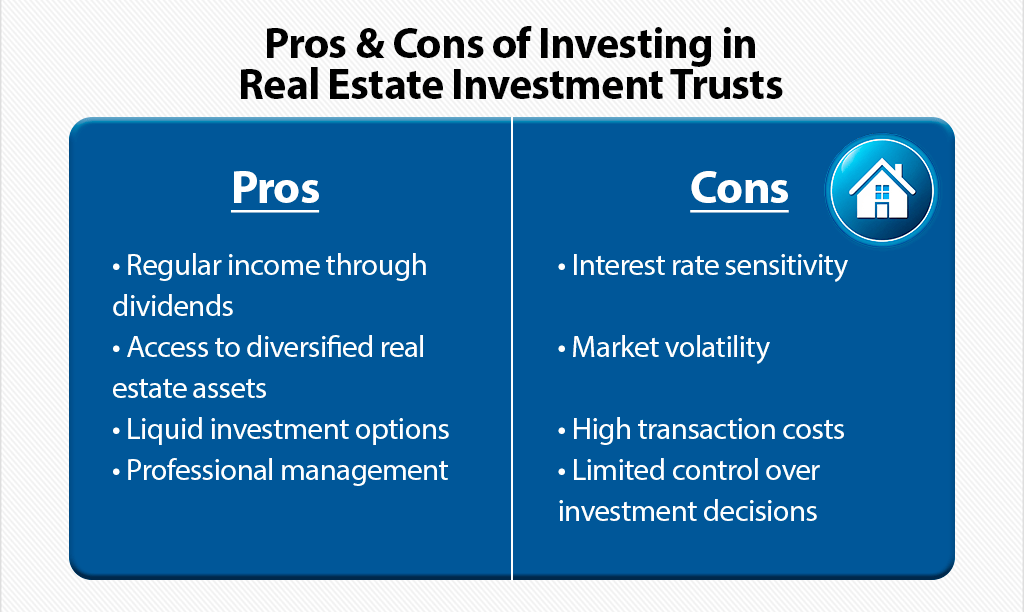 Pros & Cons of Investing in
Real Estate Investment Trusts
Pros
• Regular income through
dividends
• Access to diversified real
estate assets
• Liquid investment options
• Professional management
Cons
• Interest rate sensitivity
• Market volatility
• High transaction costs
• Limited control over
investment decisions